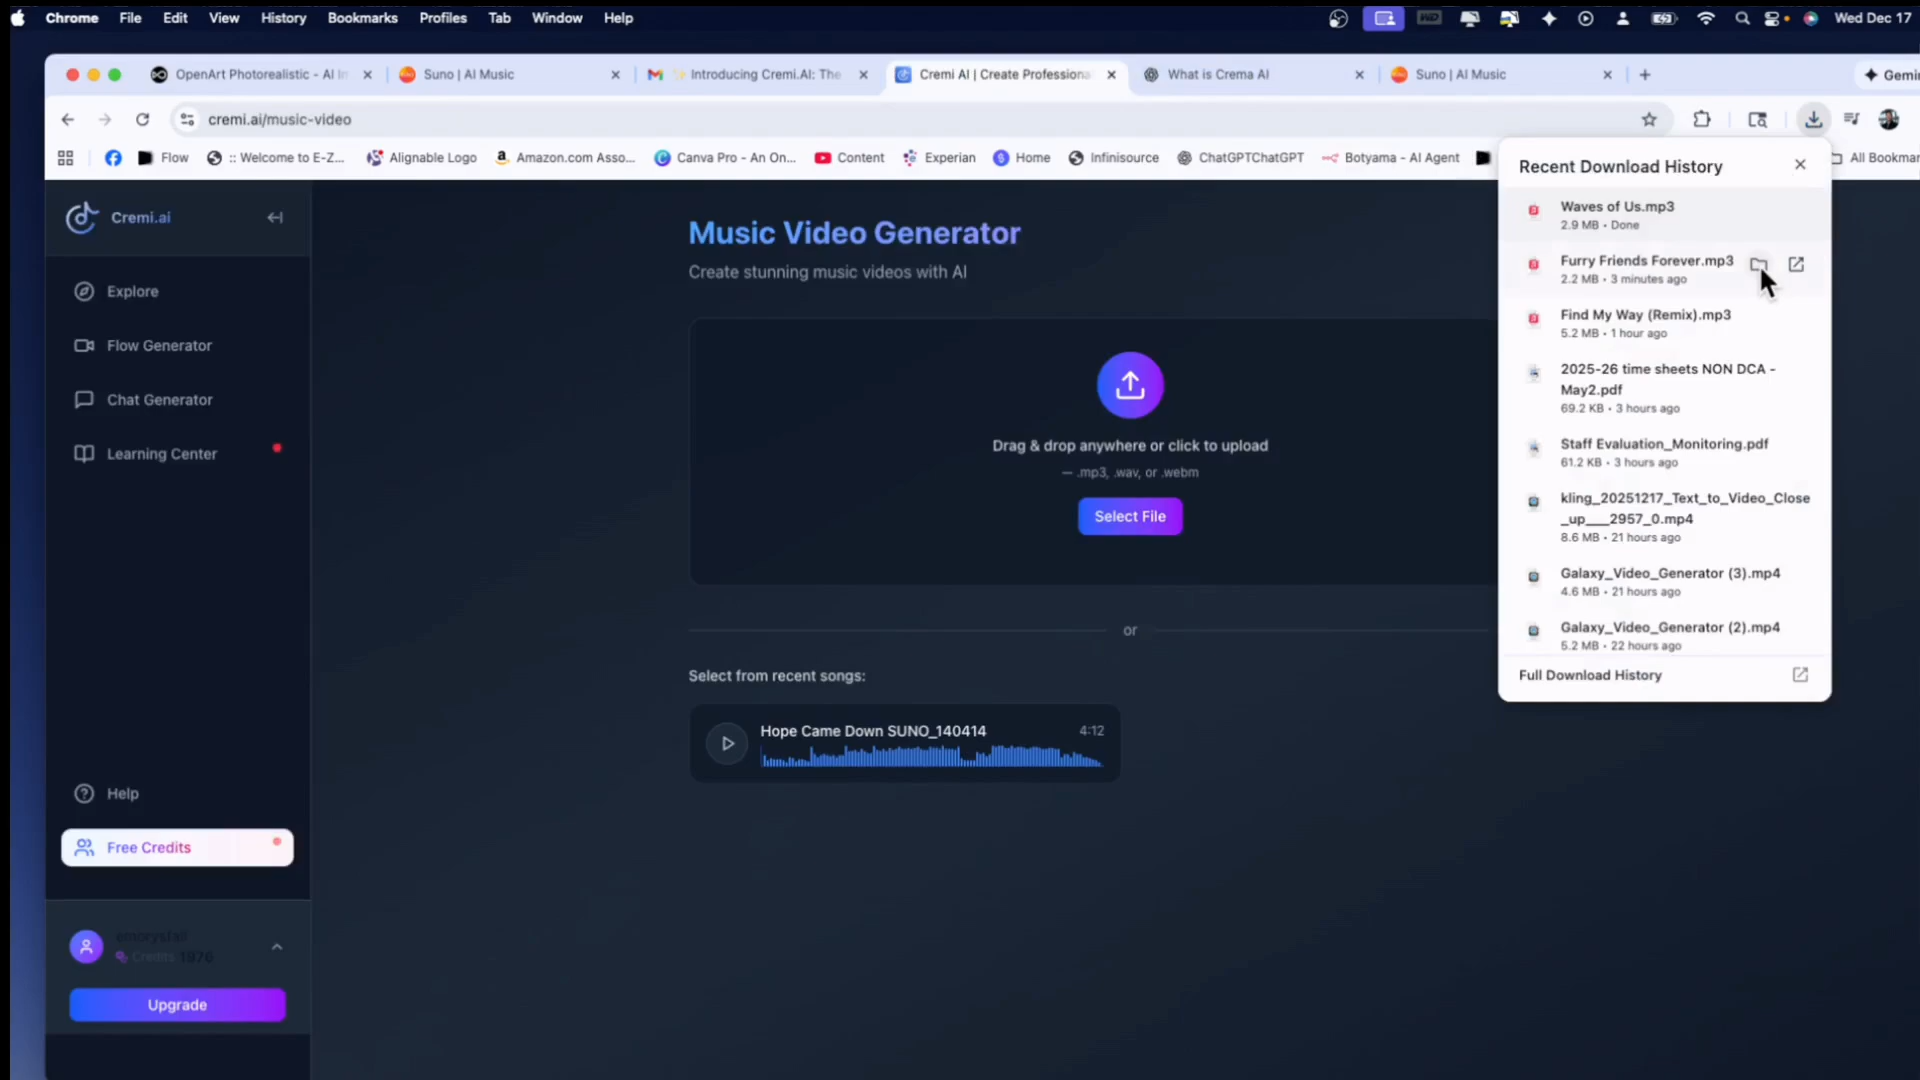 Chrome File Edit View History Bookmarks Profiles Tab Window Help
WD
Wed Dec 17
OpenArt Photorealistic - AI In
Suno | AI Music
Introducing Cremi.AI: The
Cremi AI | Create Professiona
What is Crema AI
Suno | AI Music
Gemin
cremi.ai/music-video
Flow
:: Welcome to E-Z...
Alignable Logo
Amazon.com Asso...
Canva Pro - An On...
Content
Experian
Home
Infinisource
ChatGPTChatGPT
Botyama - AI Agent
All Bookmar
Cremi.ai
Explore
Flow Generator
Chat Generator
Learning Center
Help
Free Credits
emorysfall
Credits 1976
Upgrade
Music Video Generator
Create stunning music videos with AI
Drag & drop anywhere or click to upload
— .mp3, .wav, or .webm
Select File
or
Select from recent songs:
Hope Came Down SUNO_140414
4:12
Recent Download History
Waves of Us.mp3
2.9 MB • Done
Furry Friends Forever.mp3
2.2 MB • 3 minutes ago
Find My Way (Remix).mp3
5.2 MB • 1 hour ago
2025-26 time sheets NON DCA -
May2.pdf
69.2 KB • 3 hours ago
Staff Evaluation_Monitoring.pdf
61.2 KB • 3 hours ago
kling_20251217_Text_to_Video_Close
_up___2957_0.mp4
8.6 MB • 21 hours ago
Galaxy_Video_Generator (3).mp4
4.6 MB • 21 hours ago
Galaxy_Video_Generator (2).mp4
5.2 MB • 22 hours ago
Full Download History